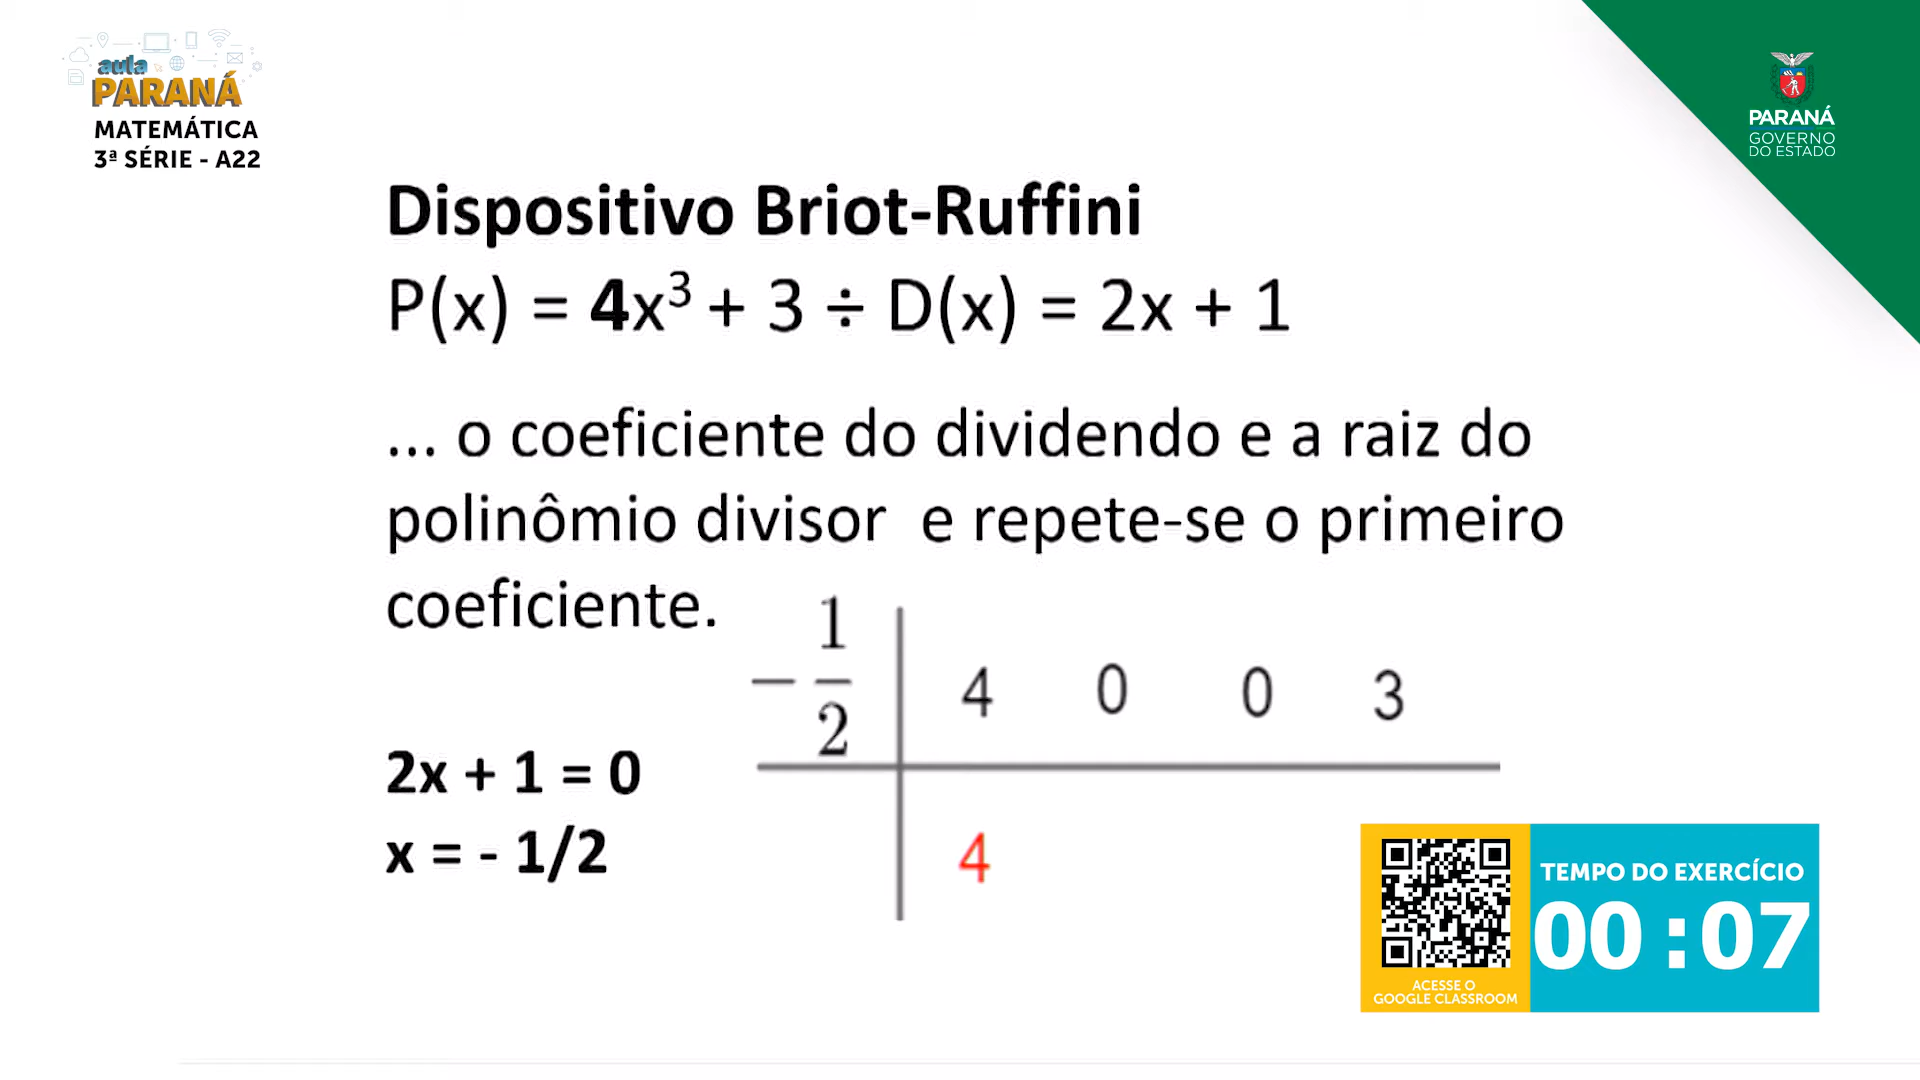 aula
PARANÁ
MATEMÁTICA
3ª SÉRIE - A22
PARANÁ
GOVERNO
DO ESTADO
Dispositivo Briot-Ruffini
P(x) = 4x³ + 3 ÷ D(x) = 2x + 1
... o coeficiente do dividendo e a raiz do
polinômio divisor e repete-se o primeiro
coeficiente.
- 1/2 | 4 0 0 3
4
2x + 1 = 0
x = - 1/2
TEMPO DO EXERCÍCIO
00 : 07
ACESSE O
GOOGLE CLASSROOM